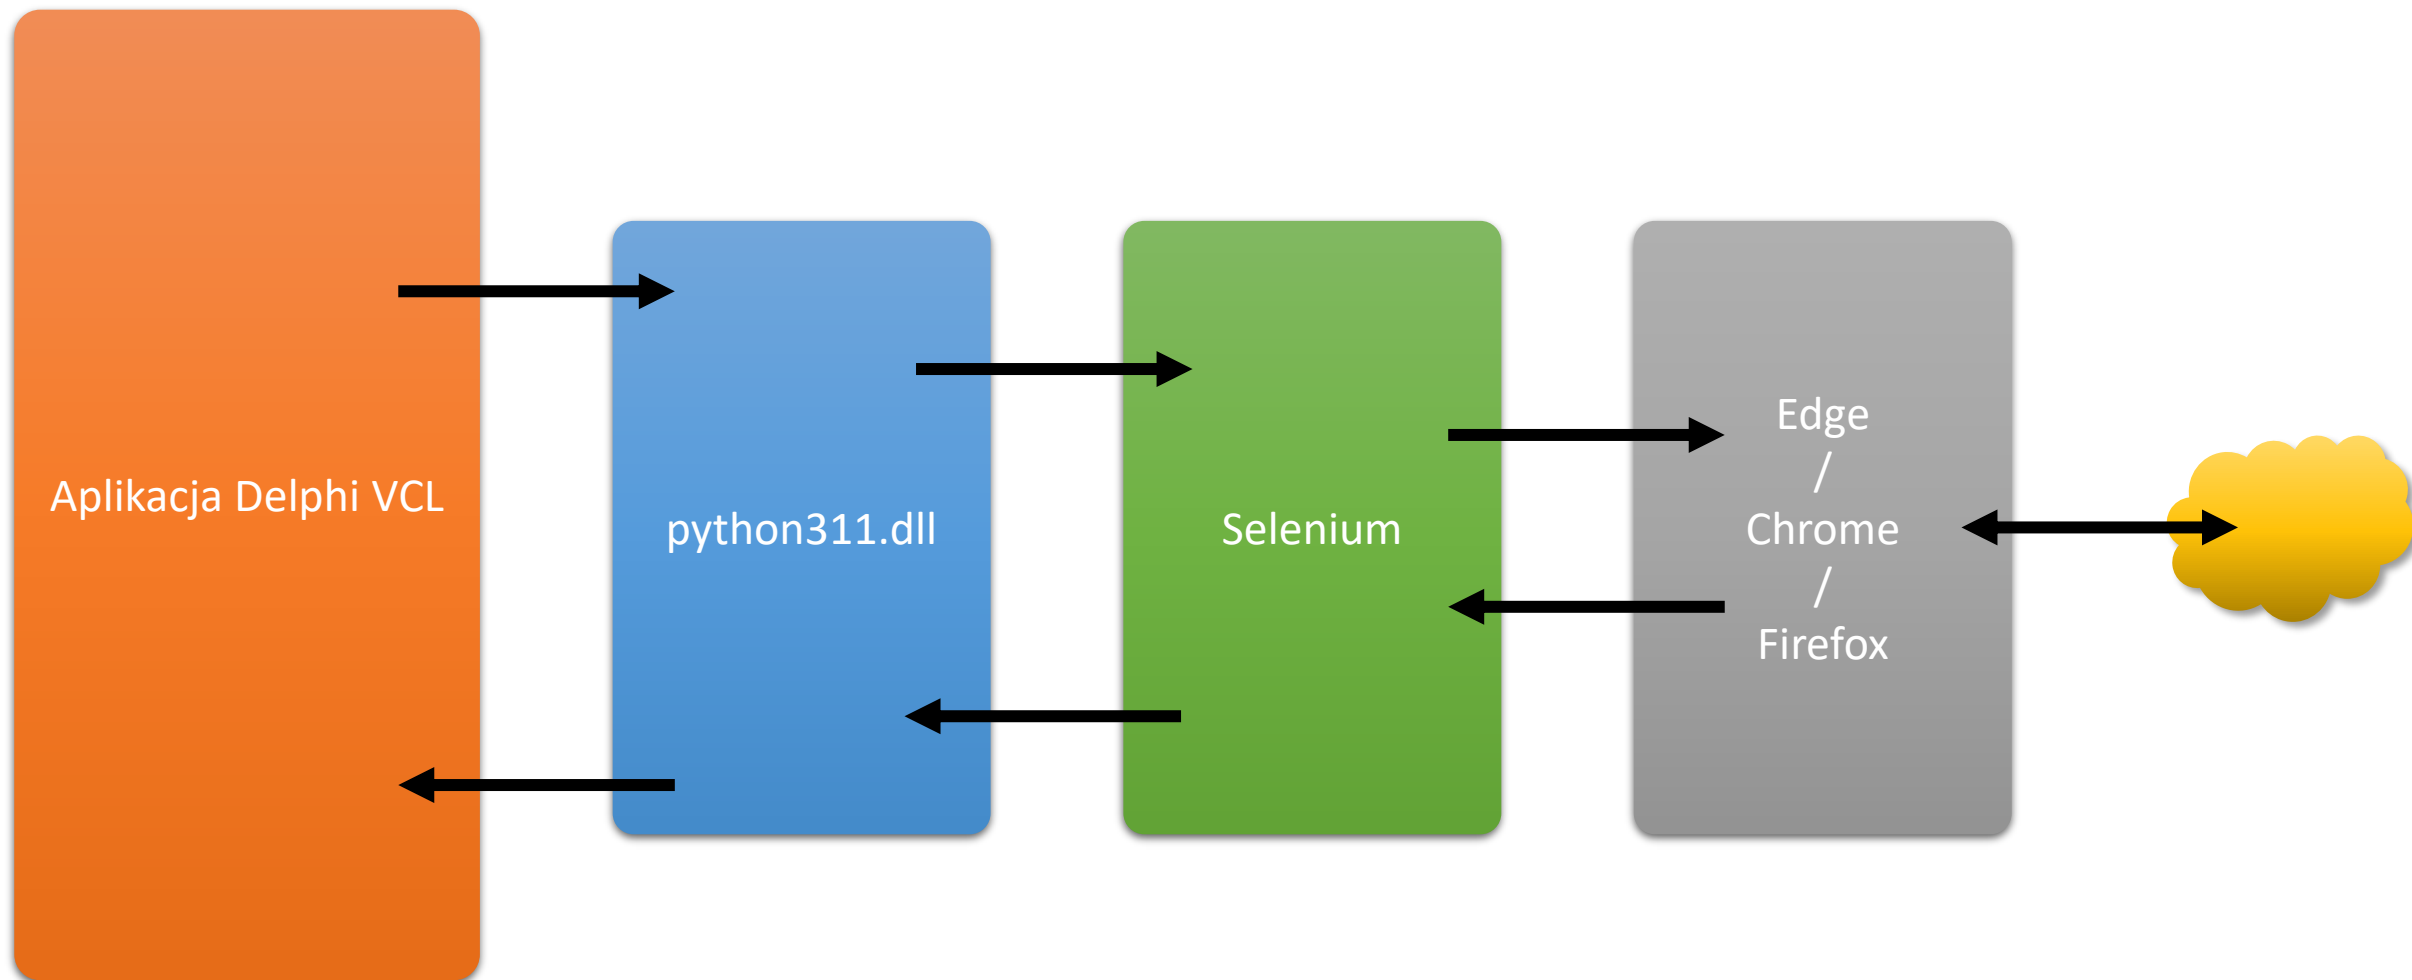 Aplikacja Delphi VCL
python311.dll
Selenium
Edge
/
Chrome
/
Firefox